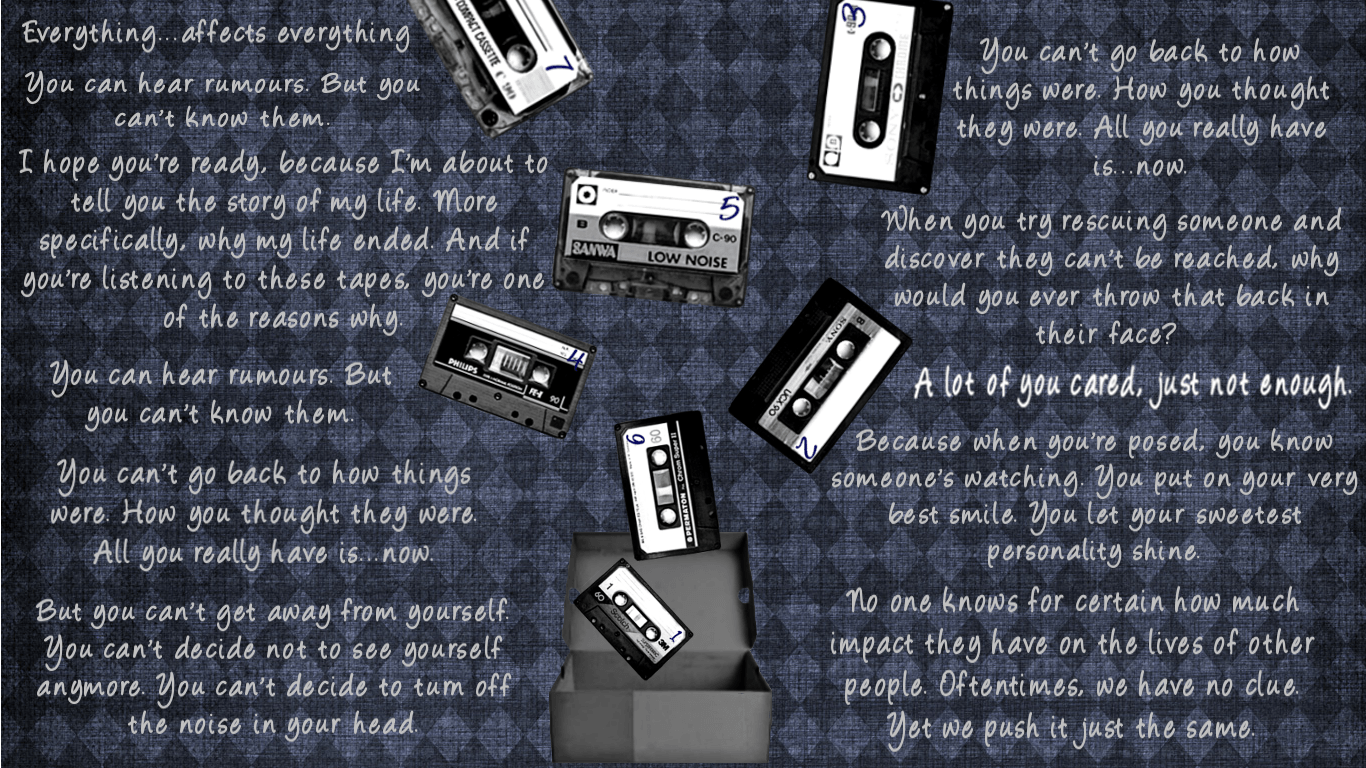 Everything...affects everything
You can hear rumours. But you
can't know them.
I hope you're ready, because I'm about to
tell you the story of my life. More
specifically, why my life ended. And if
you're listening to these tapes, you're one
of the reasons why.
You can hear rumours. But
you can't know them.
You can't go back to how things
were. How you thought they were.
All you really have is...now.
But you can't get away from yourself.
You can't decide not to see yourself
anymore. You can't decide to turn off
the noise in your head.
COMPACT CASSETTE
7
3
5
B
C-90
SANWA
LOW NOISE
4
PHILIPS
90
SONY
B
UCX90
2
6
60
PERMATON
Chrom Super II
1
60
Scotch
3M
1
You can't go back to how
things were. How you thought
they were. All you really have
is...now.
When you try rescuing someone and
discover they can't be reached, why
would you ever throw that back in
their face?
A lot of you cared, just not enough.
Because when you're posed, you know
someone's watching. You put on your very
best smile. You let your sweetest
personality shine.
No one knows for certain how much
impact they have on the lives of other
people. Oftentimes, we have no clue.
Yet we push it just the same.